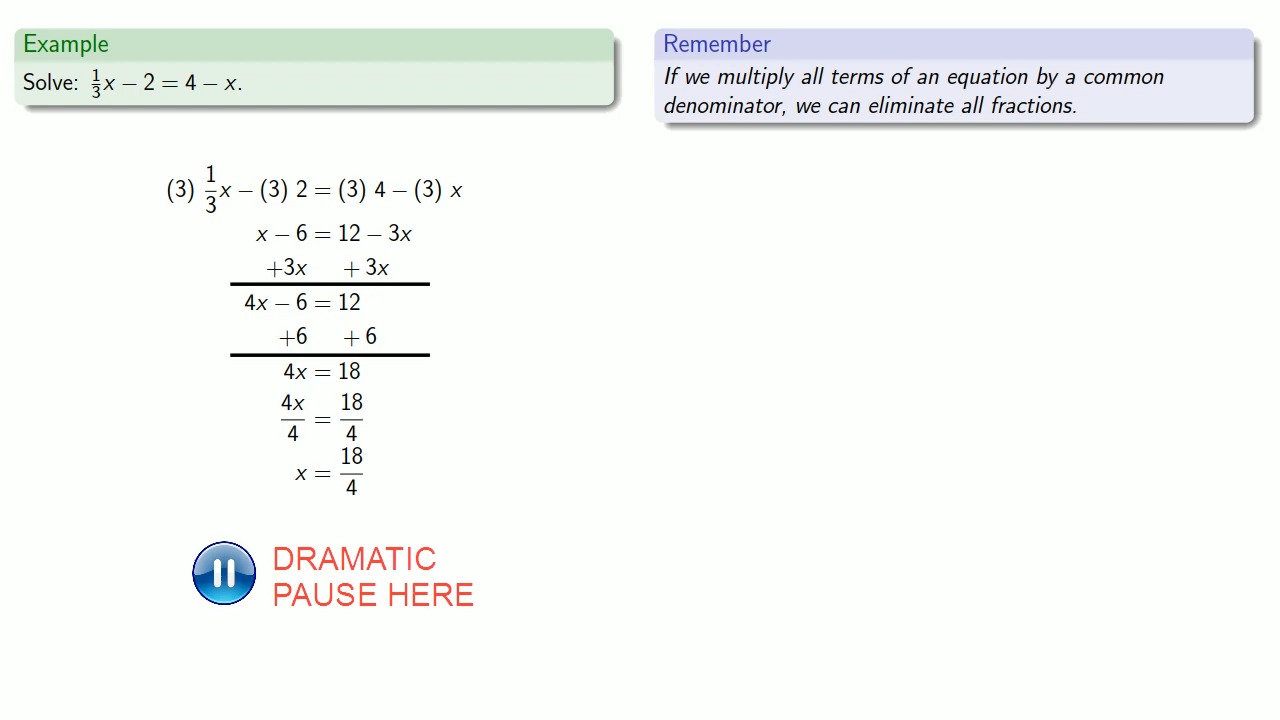 Example
Solve: 1/3 x − 2 = 4 − x.
Remember
If we multiply all terms of an equation by a common
denominator, we can eliminate all fractions.
(3) 1/3 x − (3) 2 = (3) 4 − (3) x
x − 6 = 12 − 3x
+3x + 3x
4x − 6 = 12
+6 + 6
4x = 18
4x/4 = 18/4
x = 18/4
DRAMATIC
PAUSE HERE